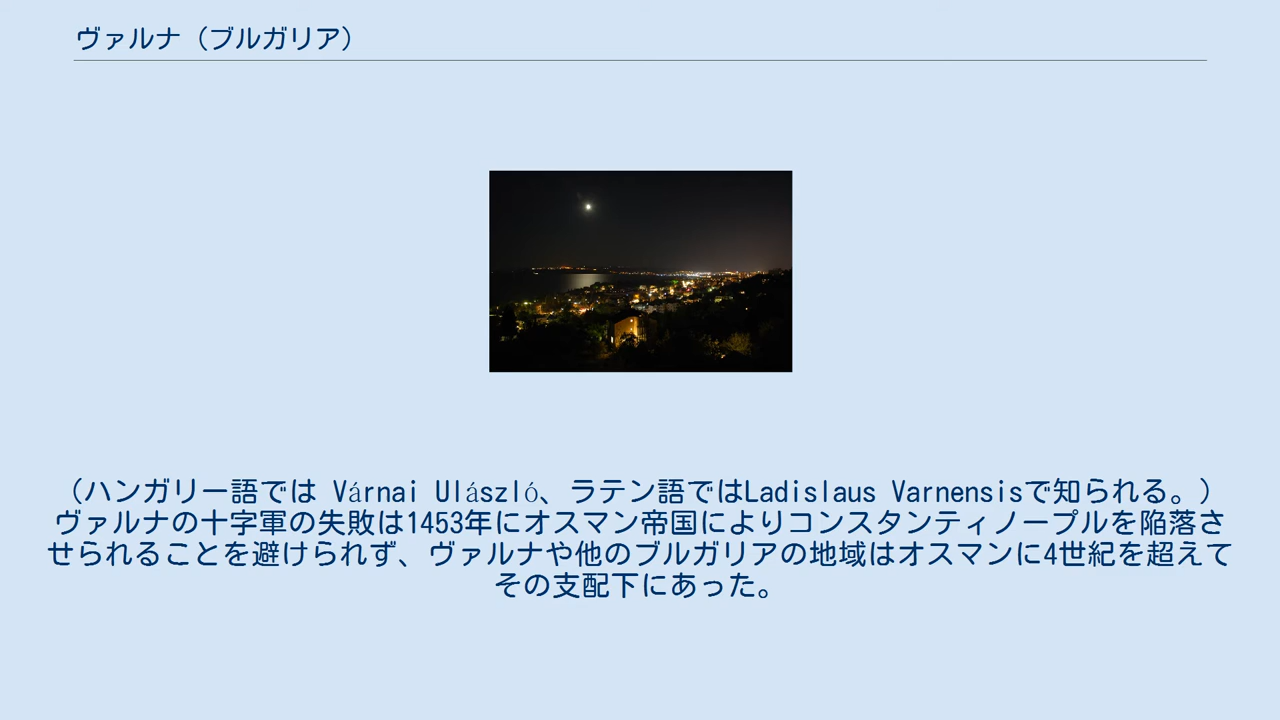 ヴァルナ（ブルガリア）
（ハンガリー語では Várnai Ulászló、ラテン語ではLadislaus Varnensisで知られる。）
ヴァルナの十字軍の失敗は1453年にオスマン帝国によりコンスタンティノープルを陥落さ
せられることを避けられず、ヴァルナや他のブルガリアの地域はオスマンに4世紀を超えて
その支配下にあった。